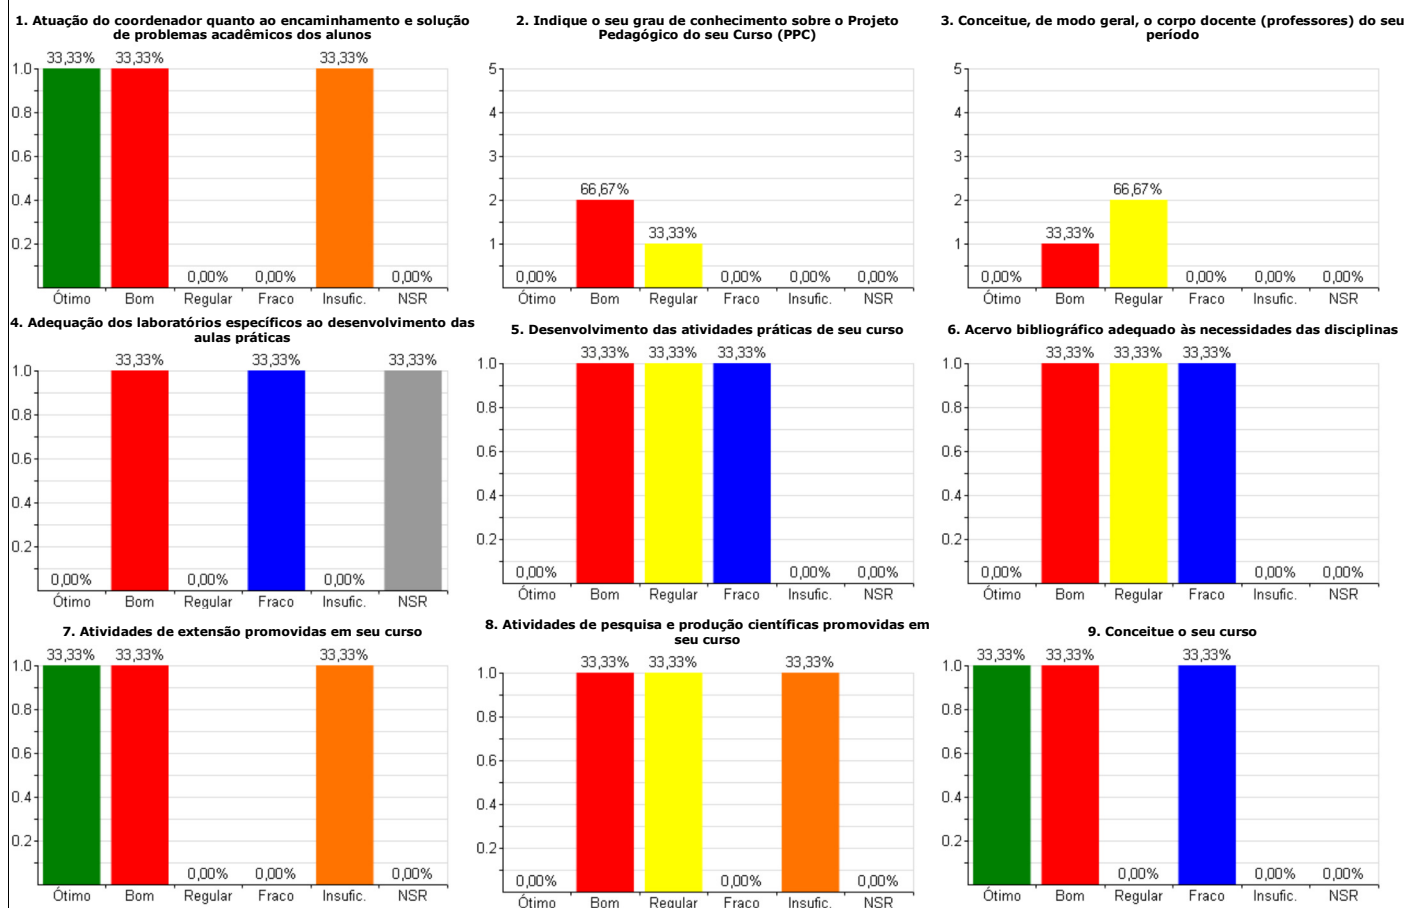 1. Atuação do coordenador quanto ao encaminhamento e solução
de problemas acadêmicos dos alunos
33,33% 33,33% 33,33%
1.0
0.8
0.6
0.4
0.2
0,00% 0,00% 0,00%
Ótimo Bom Regular Fraco Insufic. NSR
2. Indique o seu grau de conhecimento sobre o Projeto
Pedagógico do seu Curso (PPC)
5
4
3
66,67%
2
33,33%
1
0,00% 0,00% 0,00% 0,00%
Ótimo Bom Regular Fraco Insufic. NSR
3. Conceitue, de modo geral, o corpo docente (professores) do seu
período
5
4
3
66,67%
2
33,33%
1
0,00% 0,00% 0,00% 0,00%
Ótimo Bom Regular Fraco Insufic. NSR
4. Adequação dos laboratórios específicos ao desenvolvimento das
aulas práticas
33,33% 33,33% 33,33%
1.0
0.8
0.6
0.4
0.2
0,00% 0,00% 0,00%
Ótimo Bom Regular Fraco Insufic. NSR
5. Desenvolvimento das atividades práticas de seu curso
33,33% 33,33% 33,33%
1.0
0.8
0.6
0.4
0.2
0,00% 0,00% 0,00%
Ótimo Bom Regular Fraco Insufic. NSR
6. Acervo bibliográfico adequado às necessidades das disciplinas
33,33% 33,33% 33,33%
1.0
0.8
0.6
0.4
0.2
0,00% 0,00% 0,00%
Ótimo Bom Regular Fraco Insufic. NSR
7. Atividades de extensão promovidas em seu curso
33,33% 33,33% 33,33%
1.0
0.8
0.6
0.4
0.2
0,00% 0,00% 0,00%
Ótimo Bom Regular Fraco Insufic. NSR
8. Atividades de pesquisa e produção científicas promovidas em
seu curso
33,33% 33,33% 33,33%
1.0
0.8
0.6
0.4
0.2
0,00% 0,00% 0,00%
Ótimo Bom Regular Fraco Insufic. NSR
9. Conceitue o seu curso
33,33% 33,33% 33,33%
1.0
0.8
0.6
0.4
0.2
0,00% 0,00% 0,00%
Ótimo Bom Regular Fraco Insufic. NSR